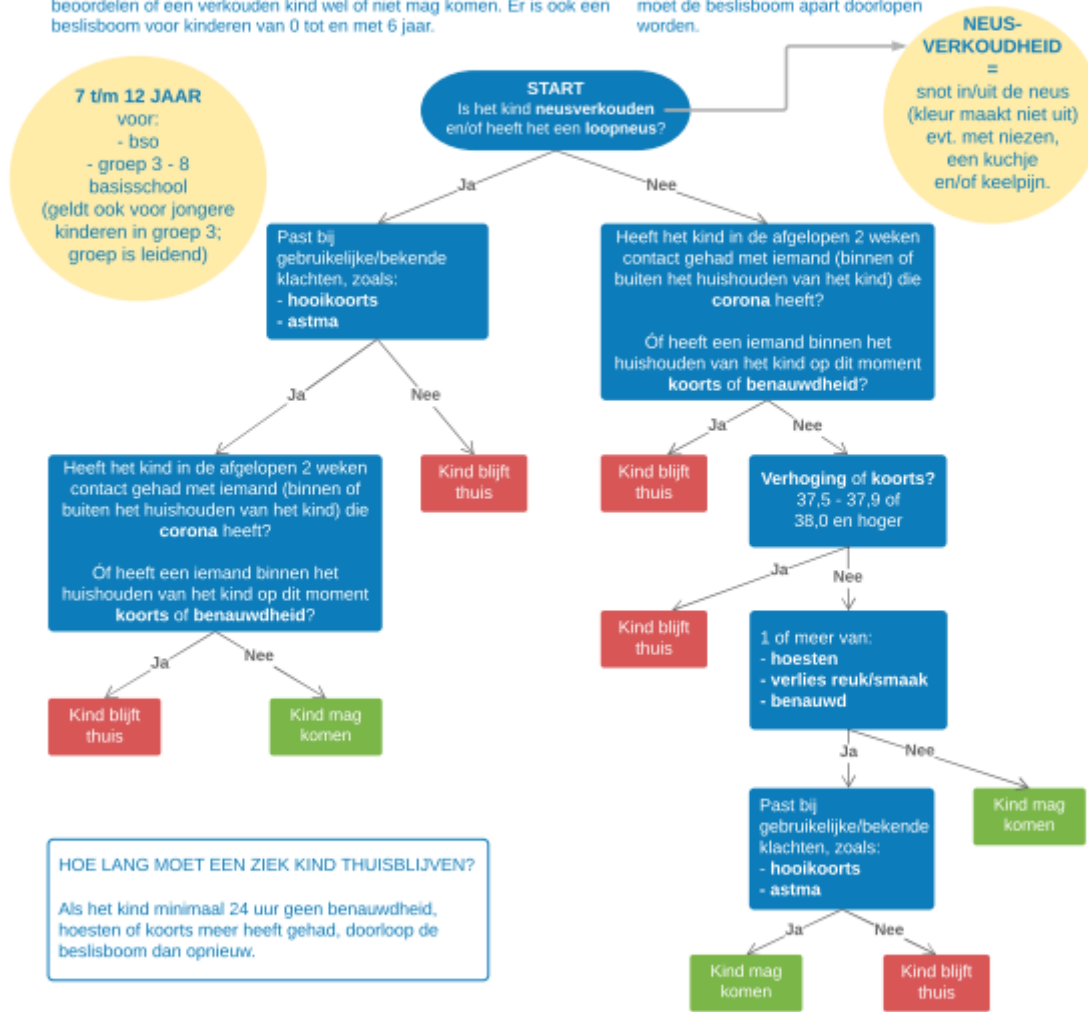 beoordelen of een verkouden kind wel of niet mag komen. Er is ook een
beslisboom voor kinderen van 0 tot en met 6 jaar.
moet de beslisboom apart doorlopen
worden.
NEUS-
VERKOUDHEID
=
snot in/uit de neus
(kleur maakt niet uit)
evt. met niezen,
een kuchje
en/of keelpijn.
7 t/m 12 JAAR
voor:
- bso
- groep 3 - 8
basisschool
(geldt ook voor jongere
kinderen in groep 3;
groep is leidend)
START
Is het kind neusverkouden
en/of heeft het een loopneus?
Ja
Nee
Past bij
gebruikelijke/bekende
klachten, zoals:
- hooikoorts
- astma
Heeft het kind in de afgelopen 2 weken
contact gehad met iemand (binnen of
buiten het huishouden van het kind) die
corona heeft?
Óf heeft een iemand binnen het
huishouden van het kind op dit moment
koorts of benauwdheid?
Ja
Nee
Ja
Nee
Heeft het kind in de afgelopen 2 weken
contact gehad met iemand (binnen of
buiten het huishouden van het kind) die
corona heeft?
Óf heeft een iemand binnen het
huishouden van het kind op dit moment
koorts of benauwdheid?
Kind blijft
thuis
Kind blijft
thuis
Verhoging of koorts?
37,5 - 37,9 of
38,0 en hoger
Ja
Nee
Kind blijft
thuis
1 of meer van:
- hoesten
- verlies reuk/smaak
- benauwd
Ja
Nee
Kind blijft
thuis
Kind mag
komen
Ja
Nee
Past bij
gebruikelijke/bekende
klachten, zoals:
- hooikoorts
- astma
Kind mag
komen
HOE LANG MOET EEN ZIEK KIND THUISBLIJVEN?
Als het kind minimaal 24 uur geen benauwdheid,
hoesten of koorts meer heeft gehad, doorloop de
beslisboom dan opnieuw.
Ja
Nee
Kind mag
komen
Kind blijft
thuis